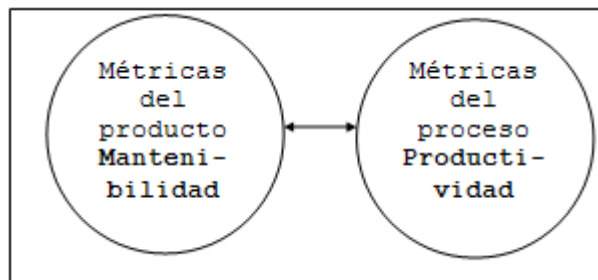 Métricas
del
producto
Manteni-
bilidad
Métricas
del
proceso
Producti-
vidad